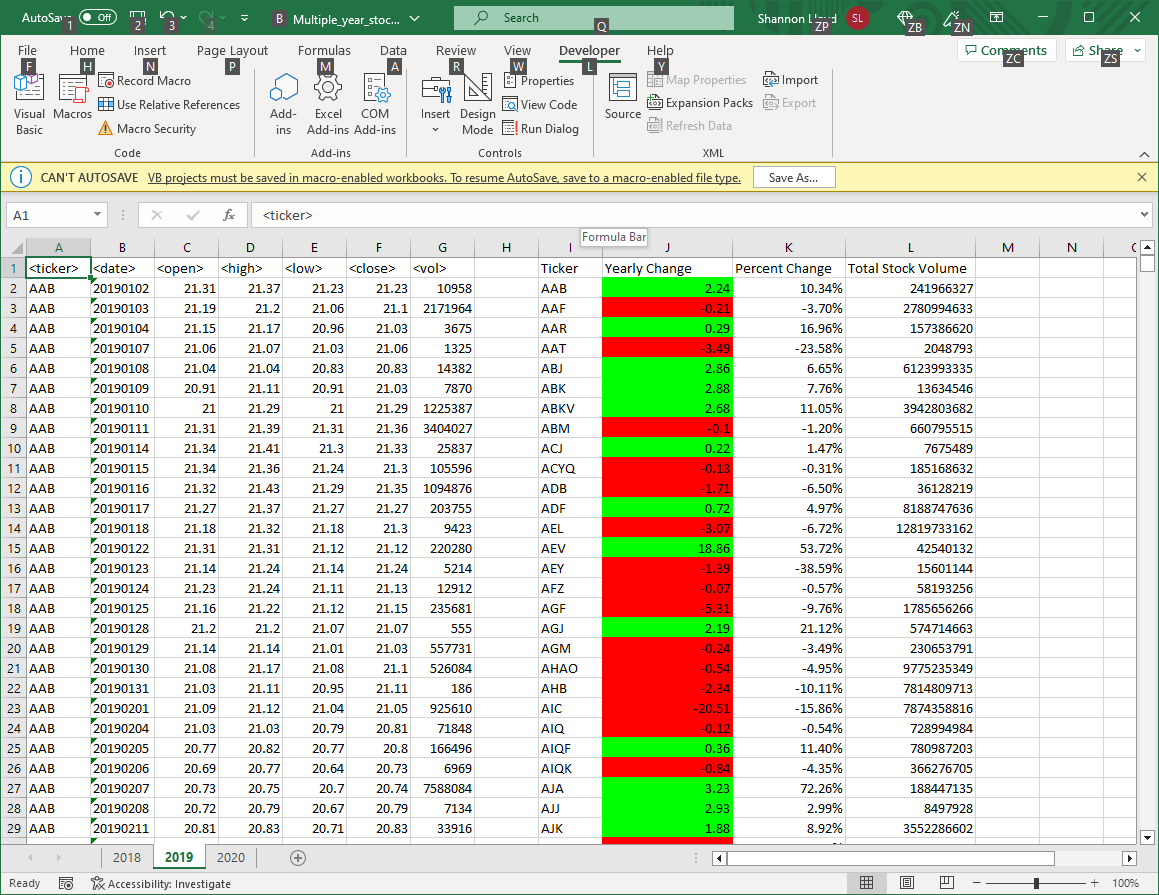 AutoSave Off B Multiple_year_stoc... Search Shannon Lloyd SL
1 2 3 4 Q ZP ZB ZN
File Home Insert Page Layout Formulas Data Review View Developer Help Comments Share
F H N P M A R W L Y ZC ZS
Visual Basic Macros Record Macro Use Relative References Macro Security
Add-ins Excel Add-ins COM Add-ins
Insert Design Mode Properties View Code Run Dialog
Source Map Properties Expansion Packs Refresh Data Import Export
Code Add-ins Controls XML
CAN'T AUTOSAVE VB projects must be saved in macro-enabled workbooks. To resume AutoSave, save to a macro-enabled file type. Save As...
A1 fx <ticker>
Formula Bar
A B C D E F G H I J K L M N
1 <ticker> <date> <open> <high> <low> <close> <vol> Ticker Yearly Change Percent Change Total Stock Volume
2 AAB 20190102 21.31 21.37 21.23 21.23 10958 AAB 2.24 10.34% 241966327
3 AAB 20190103 21.19 21.2 21.06 21.1 2171964 AAF -0.21 -3.70% 2780994633
4 AAB 20190104 21.15 21.17 20.96 21.03 3675 AAR 0.29 16.96% 157386620
5 AAB 20190107 21.06 21.07 21.03 21.06 1325 AAT -3.49 -23.58% 2048793
6 AAB 20190108 21.04 21.04 20.83 20.83 14382 ABJ 2.86 6.65% 6123993335
7 AAB 20190109 20.91 21.11 20.91 21.03 7870 ABK 2.88 7.76% 13634546
8 AAB 20190110 21 21.29 21 21.29 1225387 ABKV 2.68 11.05% 3942803682
9 AAB 20190111 21.31 21.39 21.31 21.36 3404027 ABM -0.1 -1.20% 660795515
10 AAB 20190114 21.34 21.41 21.3 21.33 25837 ACJ 0.22 1.47% 7675489
11 AAB 20190115 21.34 21.36 21.24 21.3 105596 ACYQ -0.13 -0.31% 185168632
12 AAB 20190116 21.32 21.43 21.29 21.35 1094876 ADB -1.71 -6.50% 36128219
13 AAB 20190117 21.27 21.37 21.27 21.27 203755 ADF 0.72 4.97% 8188747636
14 AAB 20190118 21.18 21.32 21.18 21.3 9423 AEL -3.07 -6.72% 12819733162
15 AAB 20190122 21.31 21.31 21.12 21.12 220280 AEV 18.86 53.72% 42540132
16 AAB 20190123 21.14 21.24 21.14 21.24 5214 AEY -1.39 -38.59% 15601144
17 AAB 20190124 21.23 21.24 21.11 21.13 12912 AFZ -0.07 -0.57% 58193256
18 AAB 20190125 21.16 21.22 21.12 21.15 235681 AGF -5.31 -9.76% 1785656266
19 AAB 20190128 21.2 21.2 21.07 21.07 555 AGJ 2.19 21.12% 574714663
20 AAB 20190129 21.14 21.14 21.01 21.03 557731 AGM -0.24 -3.49% 230653791
21 AAB 20190130 21.08 21.17 21.08 21.1 526084 AHAO -0.54 -4.95% 9775235349
22 AAB 20190131 21.03 21.11 20.95 21.11 186 AHB -2.34 -10.11% 7814809713
23 AAB 20190201 21.09 21.12 21.04 21.05 925610 AIC -20.51 -15.86% 7874358816
24 AAB 20190204 21.03 21.03 20.79 20.81 71848 AIQ -0.12 -0.54% 728994984
25 AAB 20190205 20.77 20.82 20.77 20.8 166496 AIQF 0.36 11.40% 780987203
26 AAB 20190206 20.69 20.77 20.64 20.73 6969 AIQK -0.84 -4.35% 366276705
27 AAB 20190207 20.73 20.75 20.7 20.74 7588084 AJA 3.23 72.26% 188447135
28 AAB 20190208 20.72 20.79 20.67 20.79 7134 AJJ 2.93 2.99% 8497928
29 AAB 20190211 20.81 20.83 20.71 20.83 33916 AJK 1.88 8.92% 3552286602
2018 2019 2020
Ready Accessibility: Investigate 100%